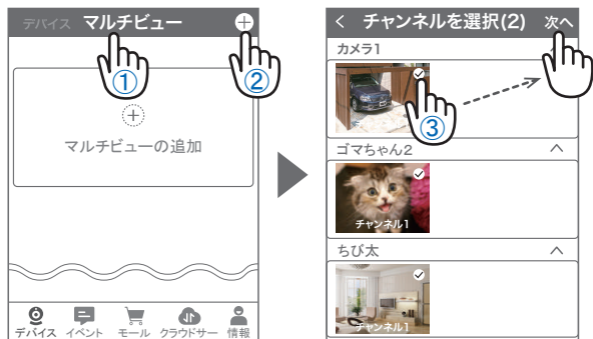 デバイス マルチビュー
① ②
マルチビューの追加
デバイス イベント モール クラウドサー 情報
< チャンネルを選択(2) 次へ
カメラ1
③
ゴマちゃん2
チャンネル1
ちび太
チャンネル1